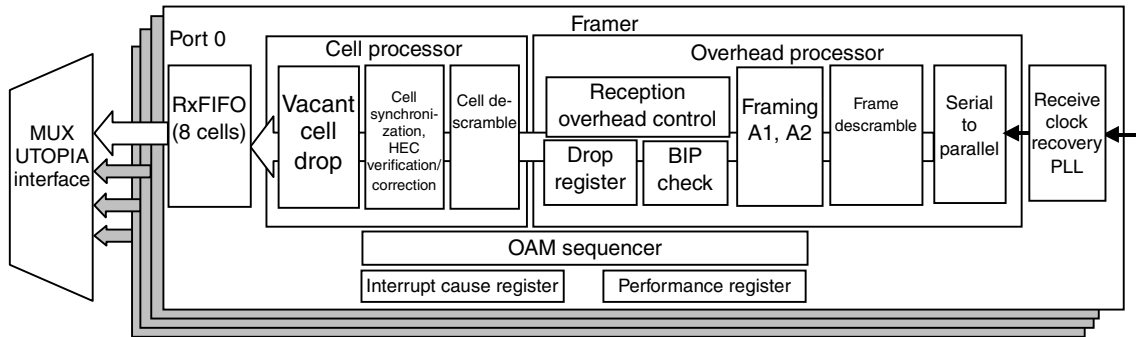 Framer
Port 0
Cell processor
Overhead processor
MUX
UTOPIA
interface
RxFIFO
(8 cells)
Vacant
cell
drop
Cell
synchroni-
zation,
HEC
verification/
correction
Cell de-
scramble
Reception
overhead control
Drop
register
BIP
check
Framing
A1, A2
Frame
descramble
Serial
to
parallel
Receive
clock
recovery
PLL
OAM sequencer
Interrupt cause register
Performance register